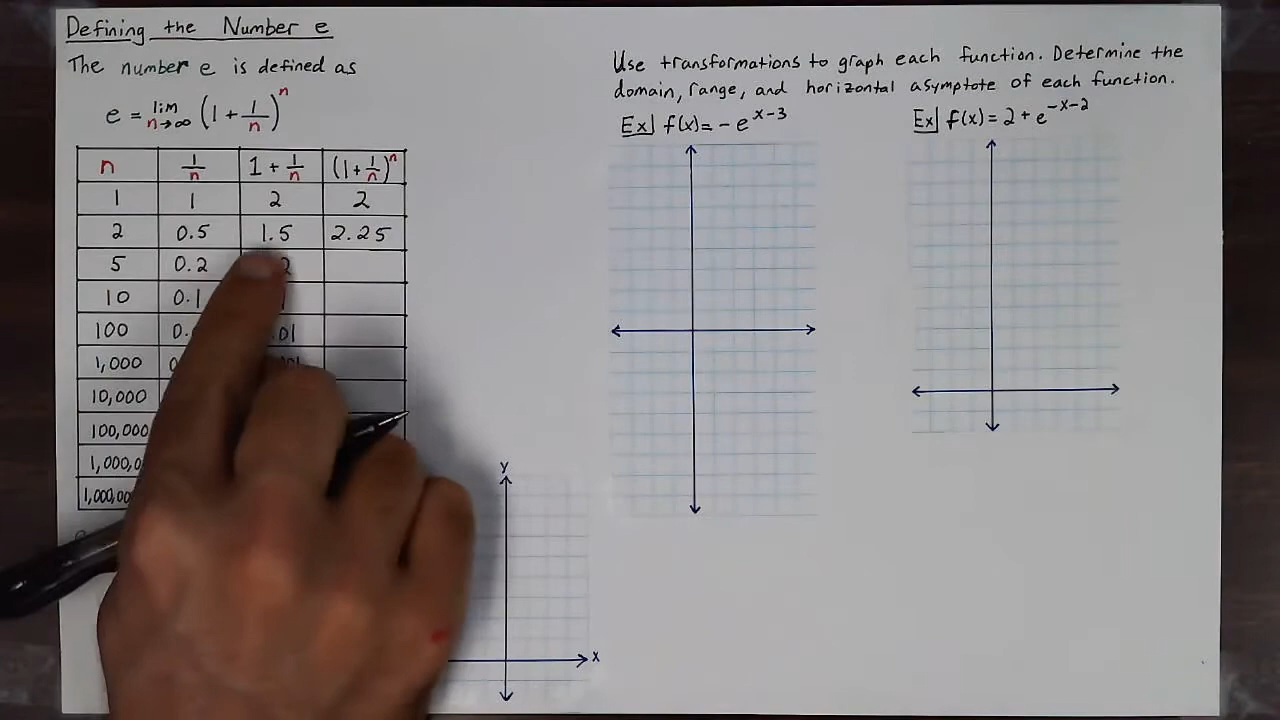 Defining the Number e
The number e is defined as
e = lim n→∞ (1 + 1/n)^n
n 1/n 1 + 1/n (1 + 1/n)^n
1 1 2 2
2 0.5 1.5 2.25
5 0.2
10 0.1
100
1,000
10,000
100,000
y
x
Use transformations to graph each function. Determine the
domain, range, and horizontal asymptote of each function.
Ex] f(x) = -e^x-3
Ex] f(x) = 2 + e^-x-2